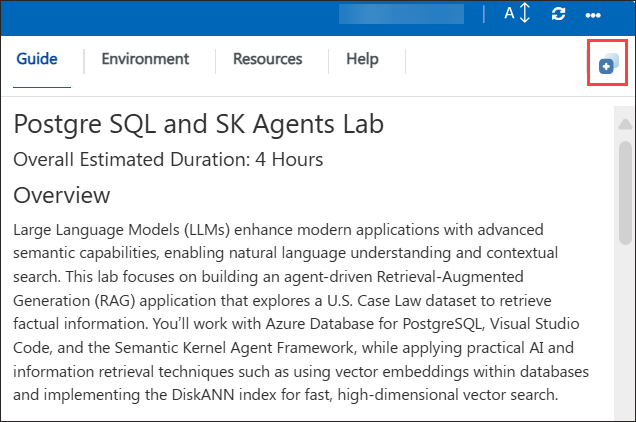 A
Guide Environment Resources Help
Postgre SQL and SK Agents Lab
Overall Estimated Duration: 4 Hours
Overview
Large Language Models (LLMs) enhance modern applications with advanced
semantic capabilities, enabling natural language understanding and contextual
search. This lab focuses on building an agent-driven Retrieval-Augmented
Generation (RAG) application that explores a U.S. Case Law dataset to retrieve
factual information. You’ll work with Azure Database for PostgreSQL, Visual Studio
Code, and the Semantic Kernel Agent Framework, while applying practical AI and
information retrieval techniques such as using vector embeddings within databases
and implementing the DiskANN index for fast, high-dimensional vector search.